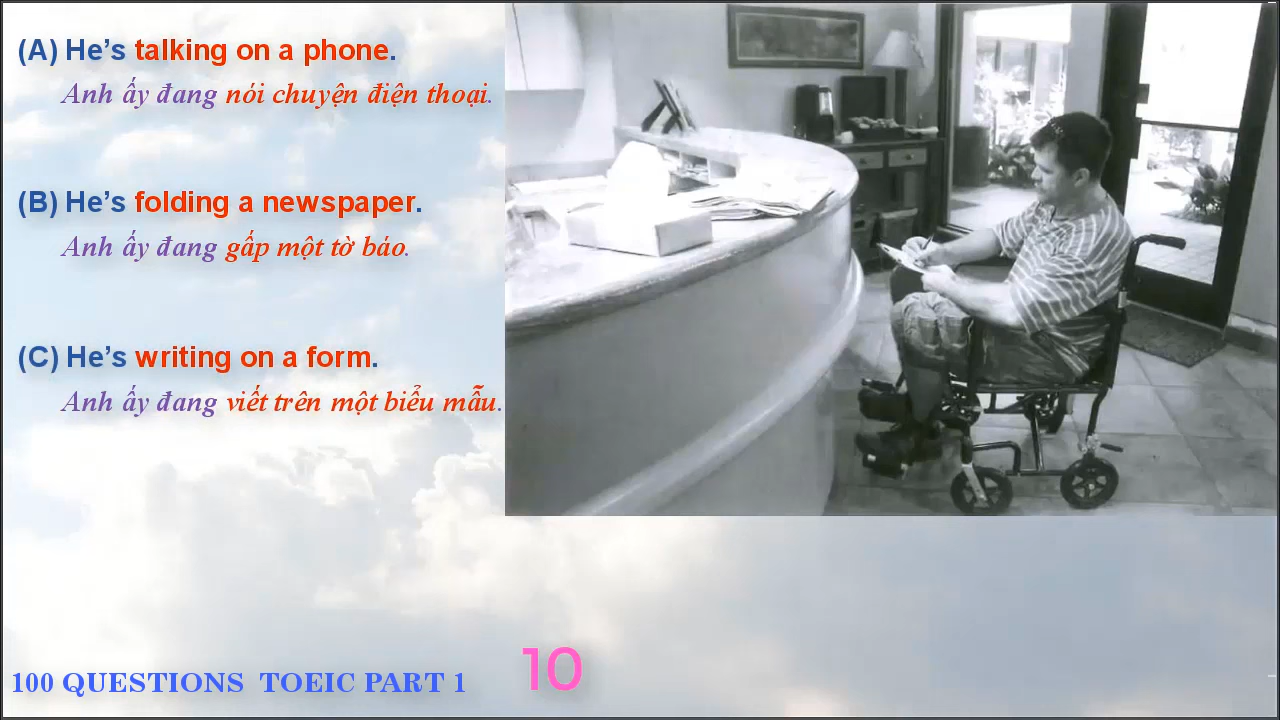 (A) He’s talking on a phone.
Anh ấy đang nói chuyện điện thoại.
(B) He’s folding a newspaper.
Anh ấy đang gấp một tờ báo.
(C) He’s writing on a form.
Anh ấy đang viết trên một biểu mẫu.
100 QUESTIONS TOEIC PART 1
10